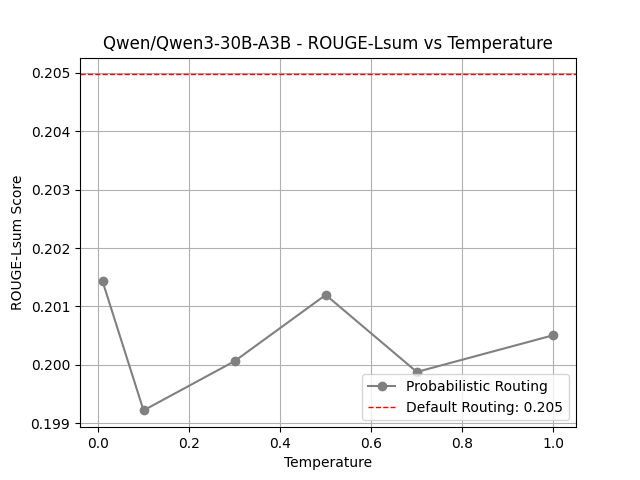 Qwen/Qwen3-30B-A3B - ROUGE-Lsum vs Temperature
0.205
0.204
0.203
0.202
0.201
0.200
0.199
ROUGE-Lsum Score
Probabilistic Routing
Default Routing: 0.205
0.0 0.2 0.4 0.6 0.8 1.0
Temperature